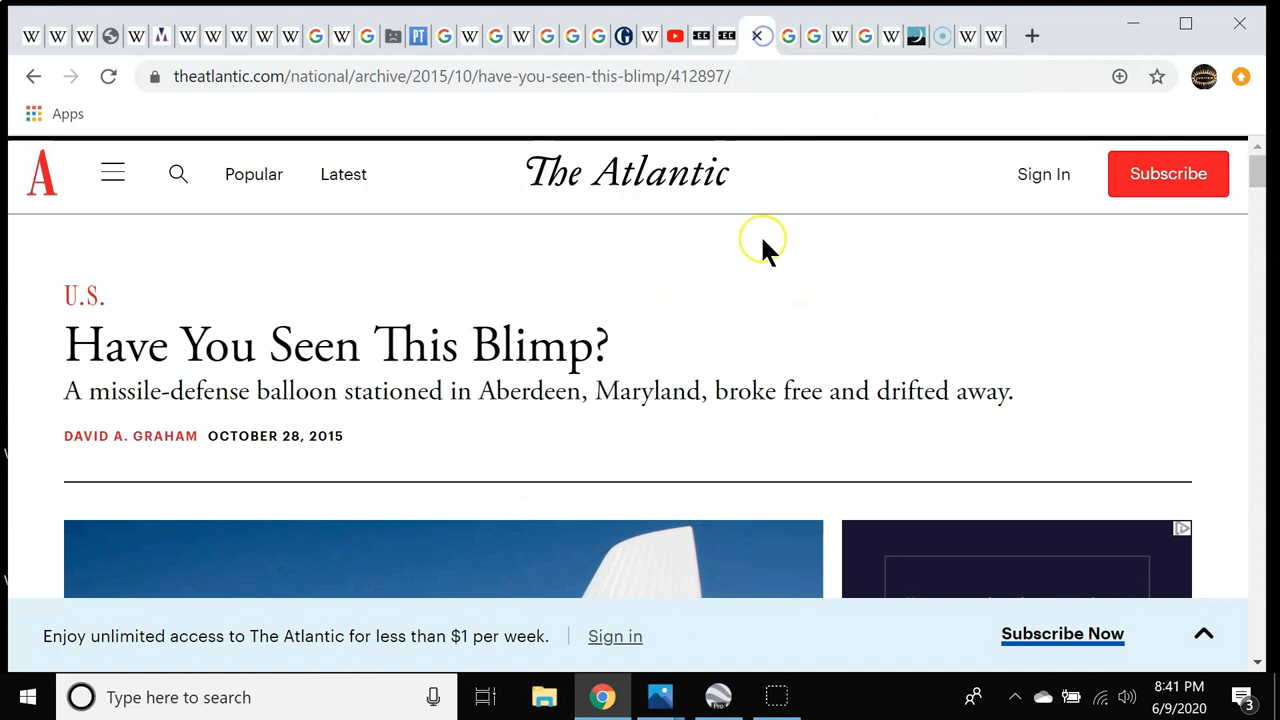 theatlantic.com/national/archive/2015/10/have-you-seen-this-blimp/412897/
Apps
A
Popular
Latest
The Atlantic
Sign In
Subscribe
U.S.
Have You Seen This Blimp?
A missile-defense balloon stationed in Aberdeen, Maryland, broke free and drifted away.
DAVID A. GRAHAM OCTOBER 28, 2015
Enjoy unlimited access to The Atlantic for less than $1 per week.
Sign in
Subscribe Now
Type here to search
8:41 PM
6/9/2020
3